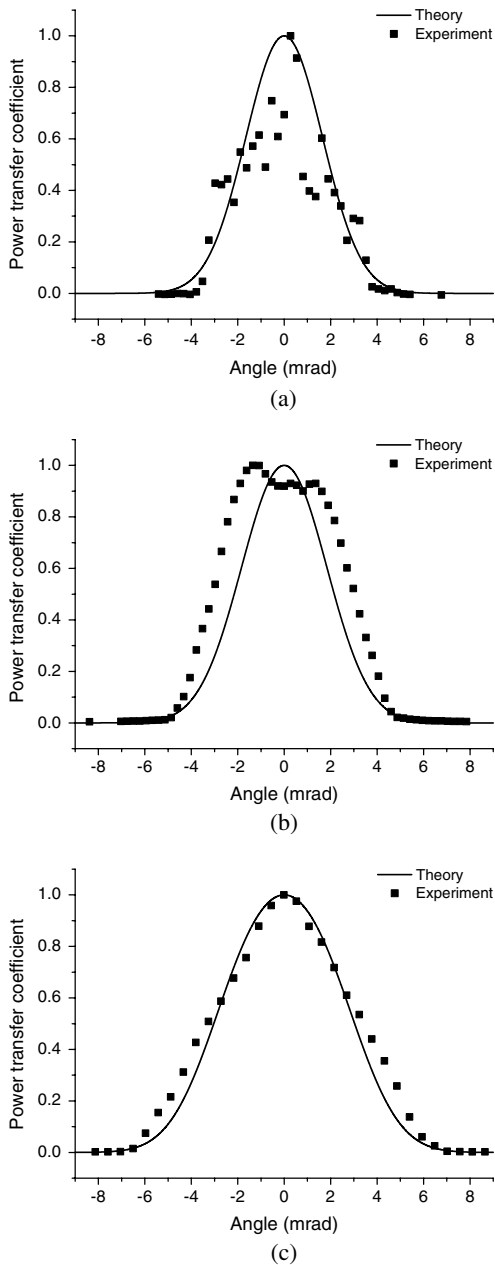 Theory
Experiment
1.0
0.8
0.6
0.4
0.2
0.0
Power transfer coefficient
-8 -6 -4 -2 0 2 4 6 8
Angle (mrad)
(a)
Theory
Experiment
1.0
0.8
0.6
0.4
0.2
0.0
Power transfer coefficient
-8 -6 -4 -2 0 2 4 6 8
Angle (mrad)
(b)
Theory
Experiment
1.0
0.8
0.6
0.4
0.2
0.0
Power transfer coefficient
-8 -6 -4 -2 0 2 4 6 8
Angle (mrad)
(c)